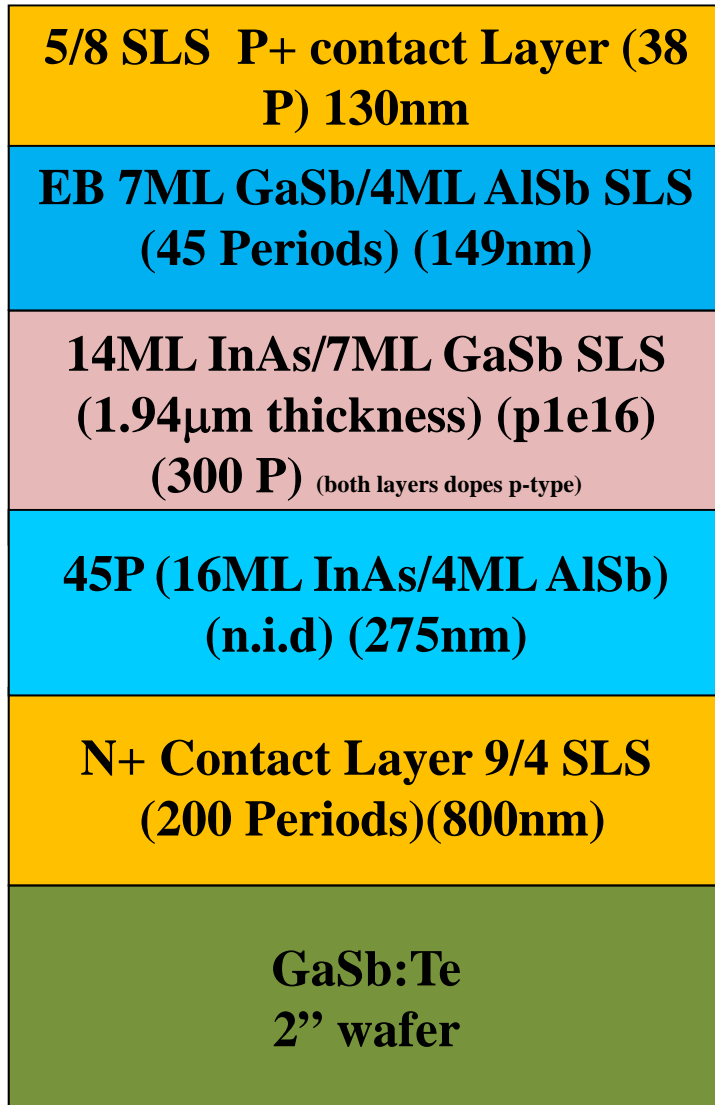 5/8 SLS  P+ contact Layer (38
P) 130nm
EB 7ML GaSb/4ML AlSb SLS
(45 Periods) (149nm)
14ML InAs/7ML GaSb SLS
(1.94μm thickness) (p1e16)
(300 P) (both layers dopes p-type)
45P (16ML InAs/4ML AlSb)
(n.i.d) (275nm)
N+ Contact Layer 9/4 SLS
(200 Periods)(800nm)
GaSb:Te
2” wafer